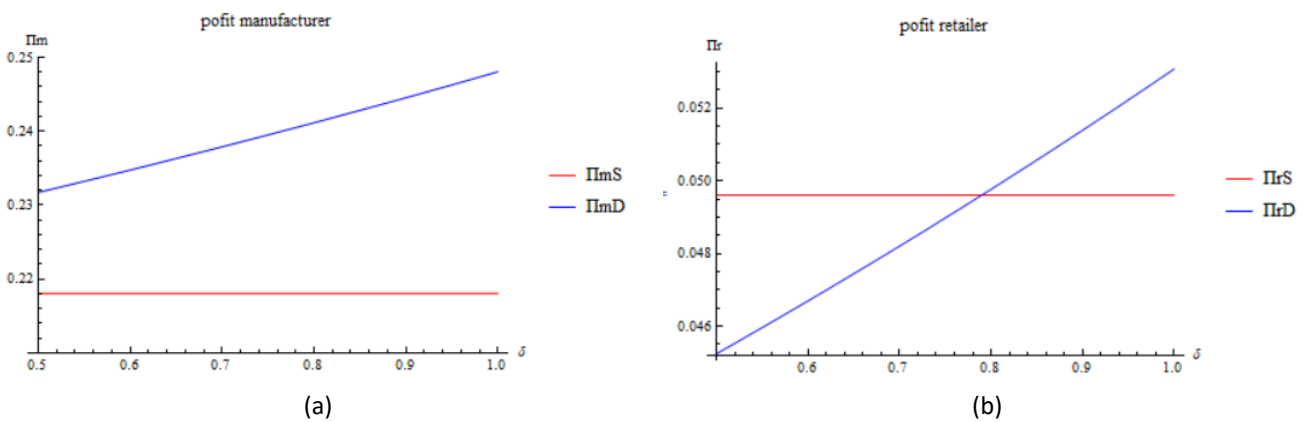 pofit manufacturer
Πm
0.25
0.24
0.23
0.22
0.5 0.6 0.7 0.8 0.9 1.0 δ
ΠmS
ΠmD
(a)
pofit retailer
Πr
0.052
0.050
0.048
0.046
0.6 0.7 0.8 0.9 1.0 δ
"
ΠrS
ΠrD
(b)